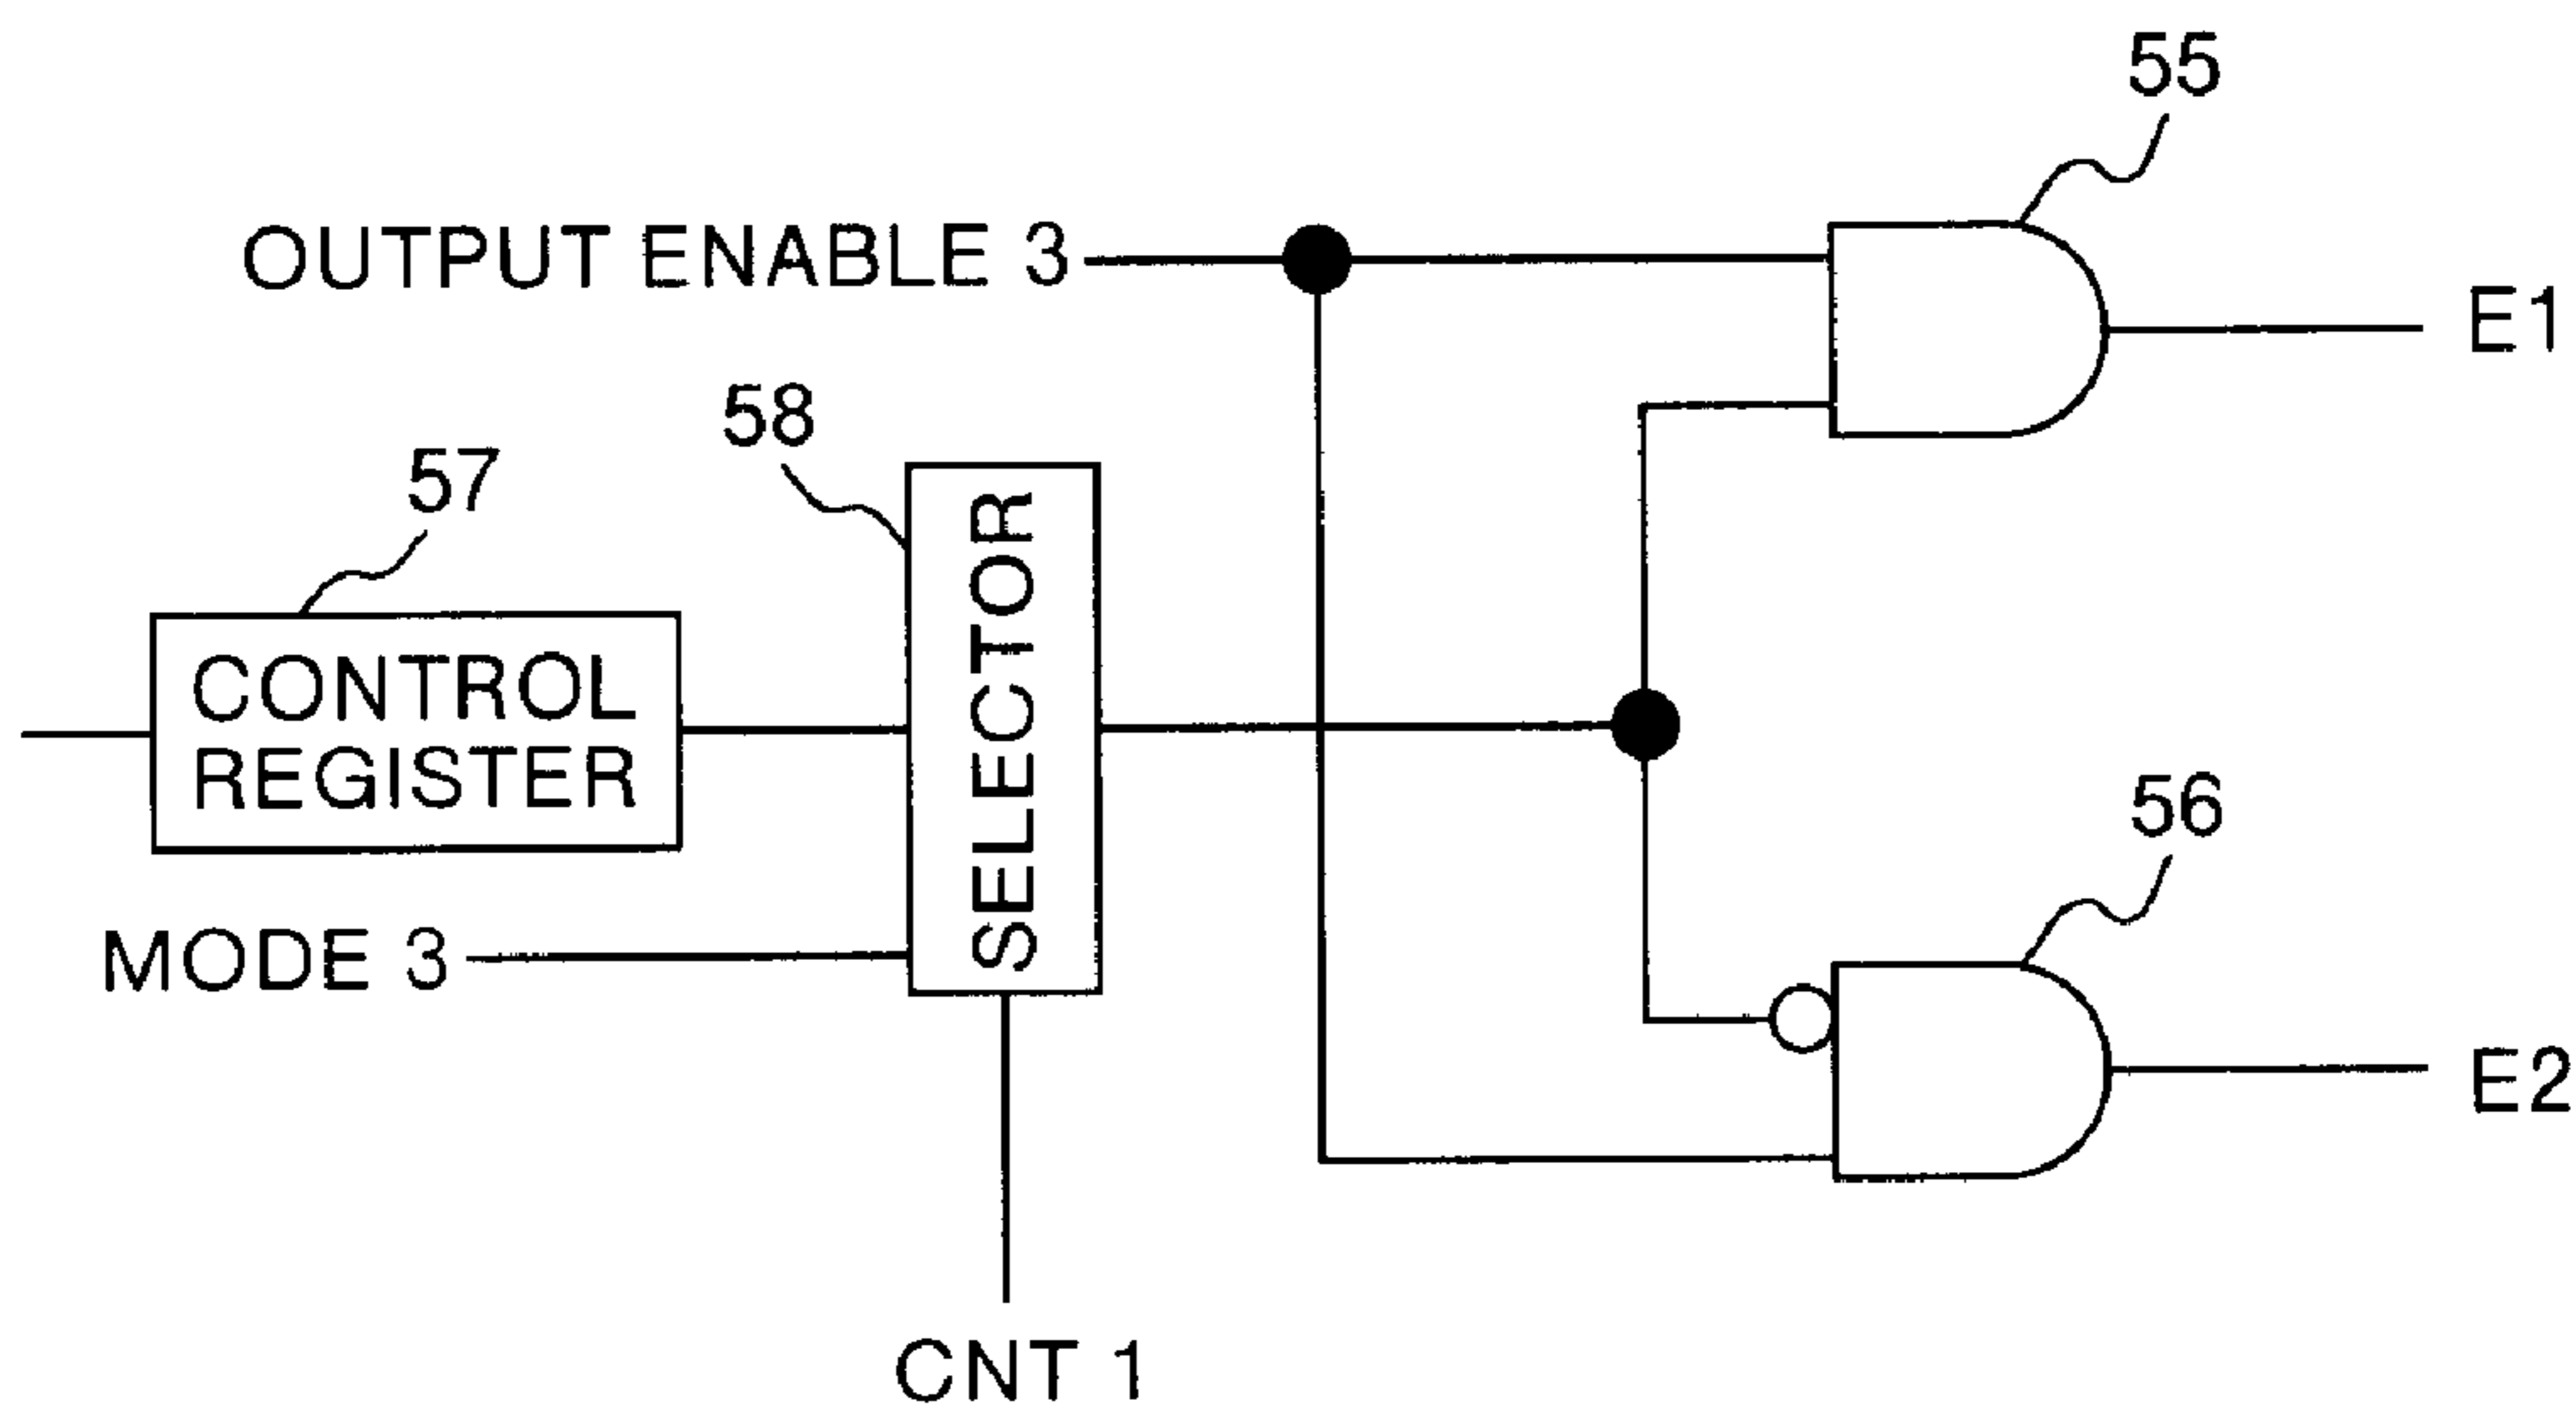 55
OUTPUT ENABLE 3
E1
58
57
SELECTOR
CONTROL
REGISTER
56
MODE 3
E2
CNT 1